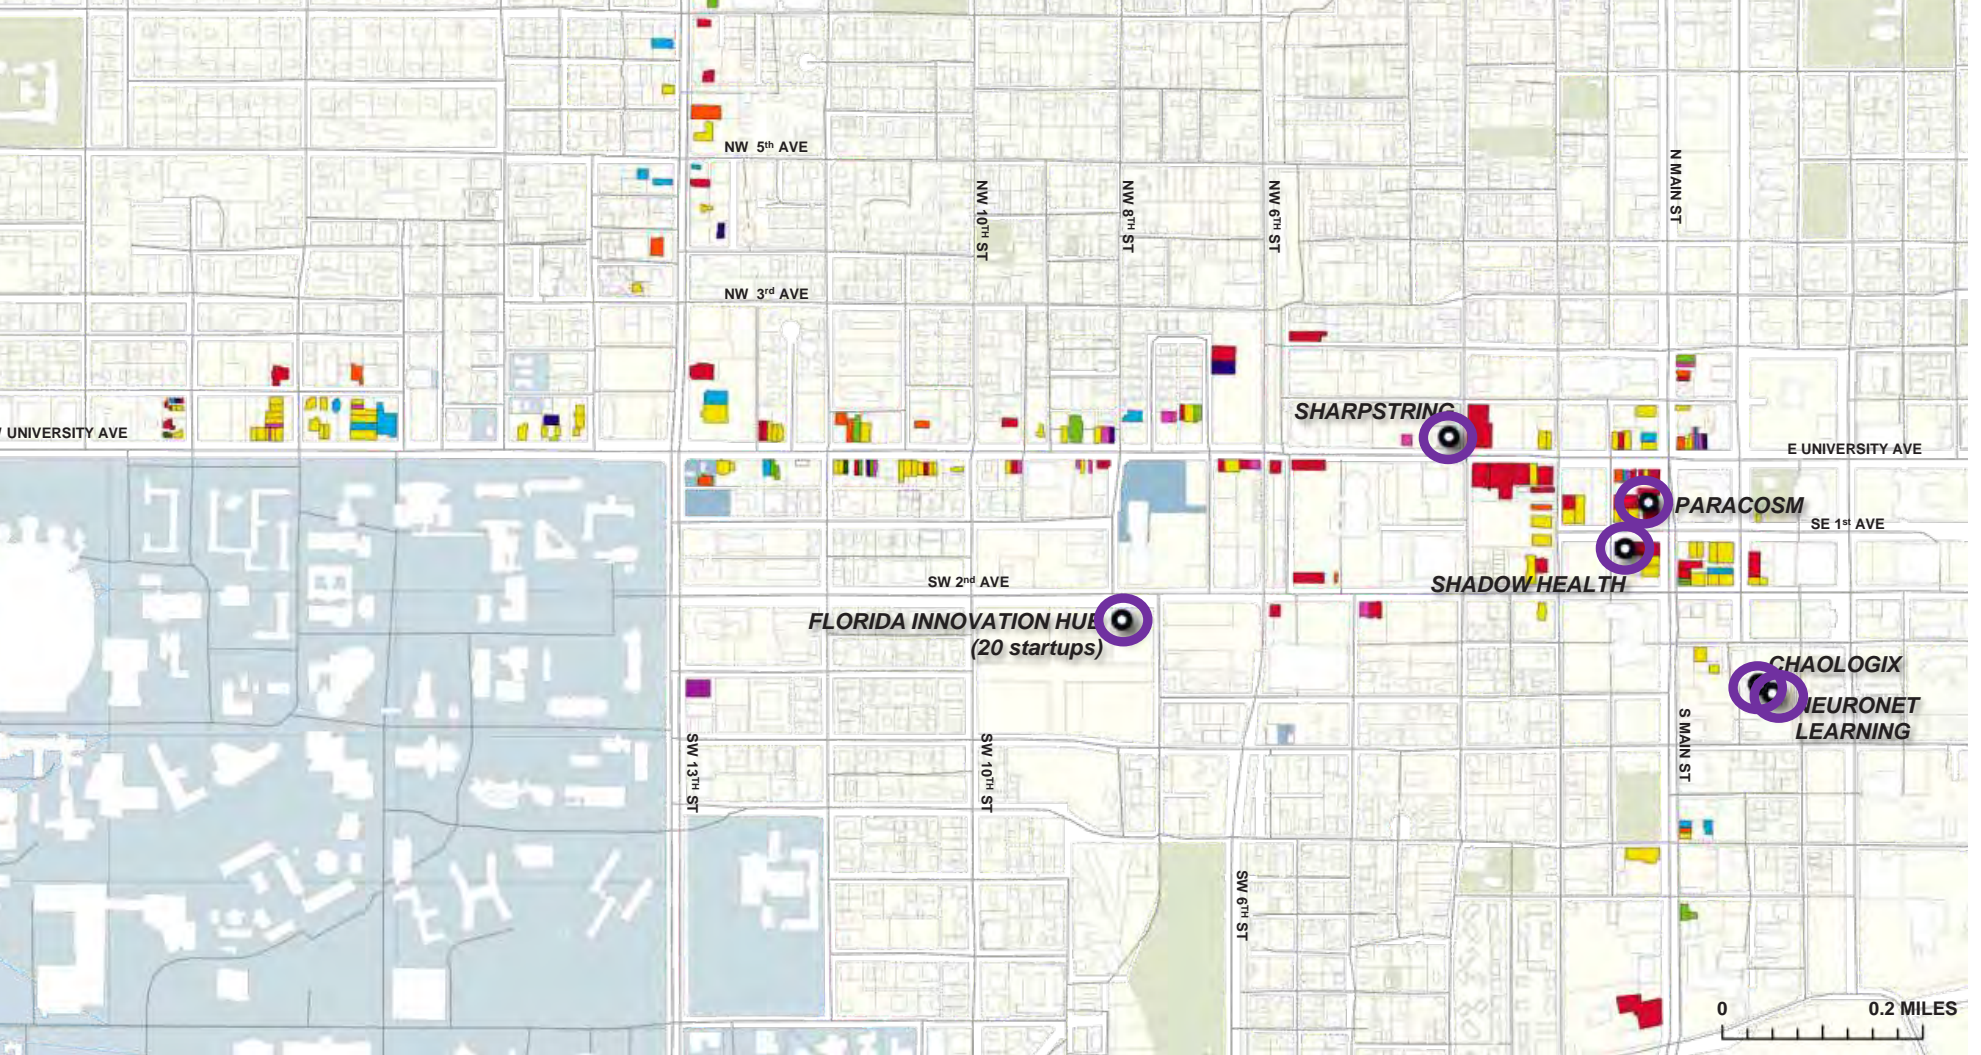 NW 5th AVE
N MAIN ST
NW 10TH ST
NW 8TH ST
NW 6TH ST
NW 3rd AVE
SHARPSTRING
UNIVERSITY AVE
E UNIVERSITY AVE
PARACOSM
SE 1st AVE
SW 2nd AVE
SHADOW HEALTH
FLORIDA INNOVATION HUB
(20 startups)
CHAOLOGIX
NEURONET
LEARNING
S MAIN ST
SW 13TH ST
SW 10TH ST
SW 6TH ST
0 0.2 MILES